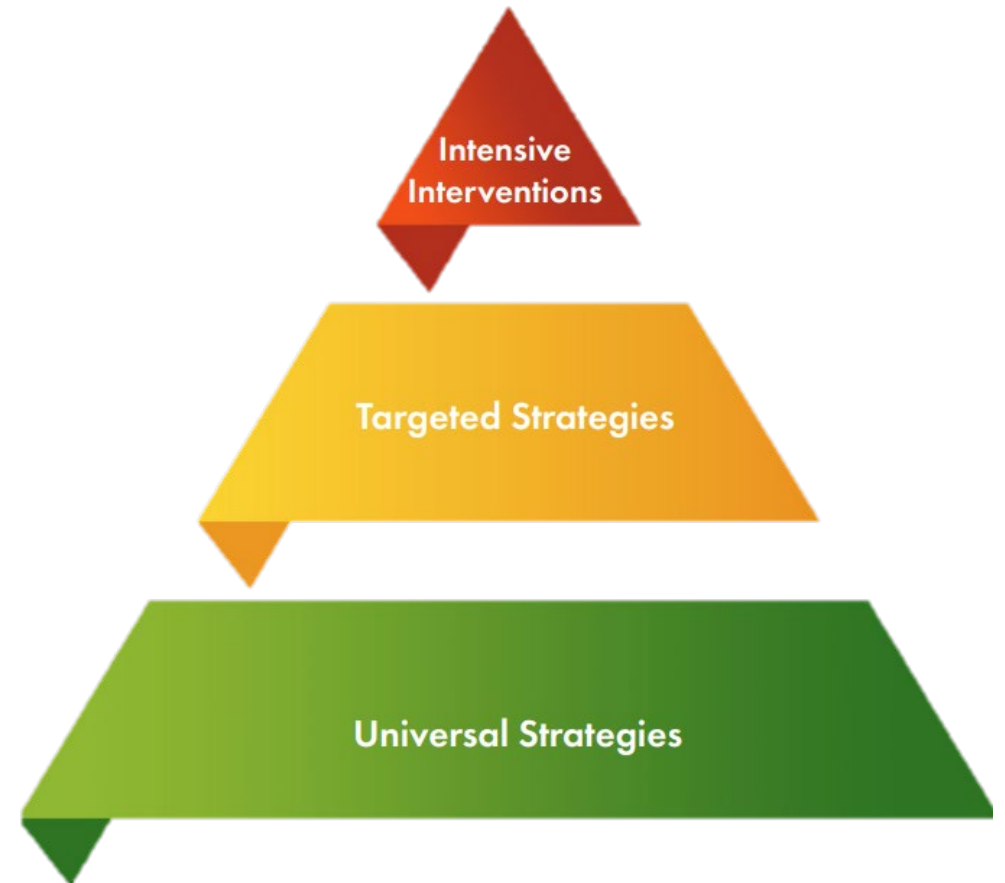 Intensive
Interventions
Targeted Strategies
Universal Strategies